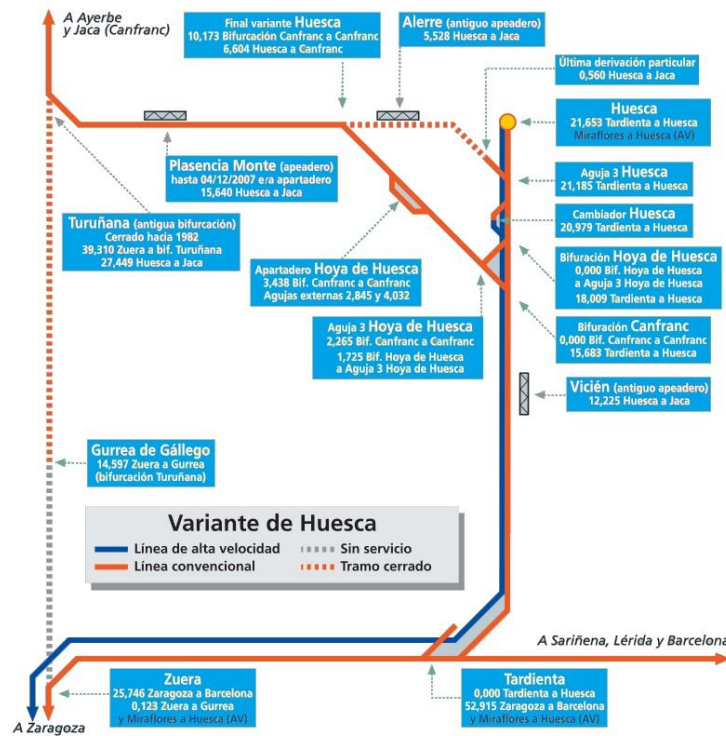 A Ayerbe
y Jaca (Canfranc)
Final variante Huesca
10,173 Bifurcación Canfranc a Canfranc
6,604 Huesca a Canfranc
Alerre (antiguo apeadero)
5,528 Huesca a Jaca
Última derivación particular
0,560 Huesca a Jaca
Huesca
21,653 Tardienta a Huesca
Miraflores a Huesca (AV)
Plasencia Monte (apeadero)
hasta 04/12/2007 era apartadero
15,640 Huesca a Jaca
Aguja 3 Huesca
21,185 Tardienta a Huesca
Turuñana (antigua bifurcación)
Cerrado hacia 1982
39,310 Zuera a bif. Turuñana
27,449 Huesca a Jaca
Cambiador Huesca
20,979 Tardienta a Huesca
Apartadero Hoya de Huesca
3,438 Bif. Canfranc a Canfranc
Agujas externas 2,845 y 4,032
Bifuración Hoya de Huesca
0,000 Bif. Hoya de Huesca
a Aguja 3 Hoya de Huesca
18,009 Tardienta a Huesca
Aguja 3 Hoya de Huesca
2,265 Bif. Canfranc a Canfranc
1,725 Bif. Hoya de Huesca
a Aguja 3 Hoya de Huesca
Bifuración Canfranc
0,000 Bif. Canfranc a Canfranc
15,683 Tardienta a Huesca
Vicién (antiguo apeadero)
12,225 Huesca a Jaca
Gurrea de Gállego
14,597 Zuera a Gurrea
(bifurcación Turuñana)
Variante de Huesca
Línea de alta velocidad
Sin servicio
Línea convencional
Tramo cerrado
A Sariñena, Lérida y Barcelona
Zuera
25,746 Zaragoza a Barcelona
0,123 Zuera a Gurrea
y Miraflores a Huesca (AV)
Tardienta
0,000 Tardienta a Huesca
52,915 Zaragoza a Barcelona
y Miraflores a Huesca (AV)
A Zaragoza